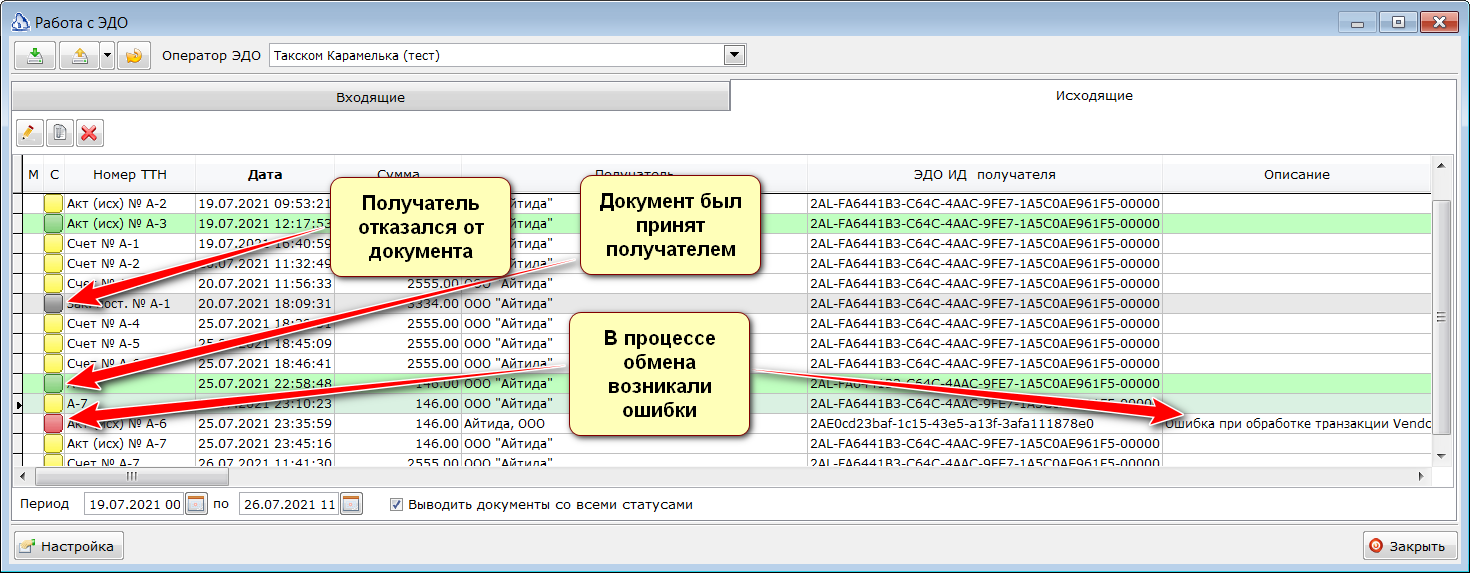 Работа с ЭДО
Оператор ЭДО Такском Карамелька (тест)
Входящие Исходящие
М С Номер ТТН Дата Сумма Получатель ЭДО ИД получателя Описание
Акт (исх) № А-2 19.07.2021 09:53:21 "Айтида" 2AL-FA6441B3-C64C-4AAC-9FE7-1A5C0AE961F5-00000
Акт (исх) № А-3 19.07.2021 12:17:53 "Айтида" 2AL-FA6441B3-C64C-4AAC-9FE7-1A5C0AE961F5-00000
Счет № А-1 19.07.2021 16:40:59 "Айтида" 2AL-FA6441B3-C64C-4AAC-9FE7-1A5C0AE961F5-00000
Счет № А-2 20.07.2021 11:32:49 "Айтида" 2AL-FA6441B3-C64C-4AAC-9FE7-1A5C0AE961F5-00000
Счет № 20.07.2021 11:56:33 2555.00 ООО "Айтида" 2AL-FA6441B3-C64C-4AAC-9FE7-1A5C0AE961F5-00000
№ А-1 20.07.2021 18:09:31 3334.00 ООО "Айтида" 2AL-FA6441B3-C64C-4AAC-9FE7-1A5C0AE961F5-00000
Счет № А-4 25.07.2021 2555.00 ООО "Айтида" 2AL-FA6441B3-C64C-4AAC-9FE7-1A5C0AE961F5-00000
Счет № А-5 25.07.2021 18:45:09 2555.00 ООО "Айтида" 2AL-FA6441B3-C64C-4AAC-9FE7-1A5C0AE961F5-00000
Счет № А-6 25.07.2021 18:46:41 2555.00 ООО "Айтида" 2AL-FA6441B3-C64C-4AAC-9FE7-1A5C0AE961F5-00000
25.07.2021 22:58:48 146.00 ООО "Айтида" 2AL-FA6441B3-C64C-4AAC-9FE7-1A5C0AE961F5-00000
А-7 25.07.2021 23:10:23 146.00 ООО "Айтида" 2AL-FA6441B3-C64C-4AAC-9FE7-1A5C0AE961F5-00000
Акт (исх) № А-6 25.07.2021 23:35:59 146.00 Айтида, ООО 2AE0cd23baf-1c15-43e5-a13f-3afa111878e0 Ошибка при обработке транзакции Vendo
Акт (исх) № А-7 25.07.2021 23:45:16 2555.00 ООО "Айтида" 2AL-FA6441B3-C64C-4AAC-9FE7-1A5C0AE961F5-00000
Счет № А-7 26.07.2021 11:41:30 2555.00 ООО "Айтида" 2AL-FA6441B3-C64C-4AAC-9FE7-1A5C0AE961F5-00000
Получатель
отказался от
документа
Документ был
принят
получателем
В процессе
обмена
возникали
ошибки
Период 19.07.2021 00 по 26.07.2021 11 Выводить документы со всеми статусами
Настройка Закрыть